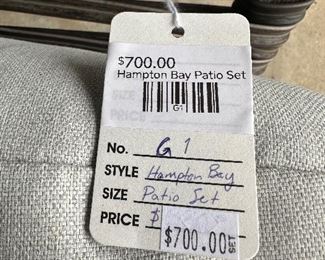 $700.00
Hampton Bay Patio Set
G1
SIZE
PRICE
No. G 1
STYLE Hampton Bay
SIZE Patio Set
PRICE $ $700.00 SET